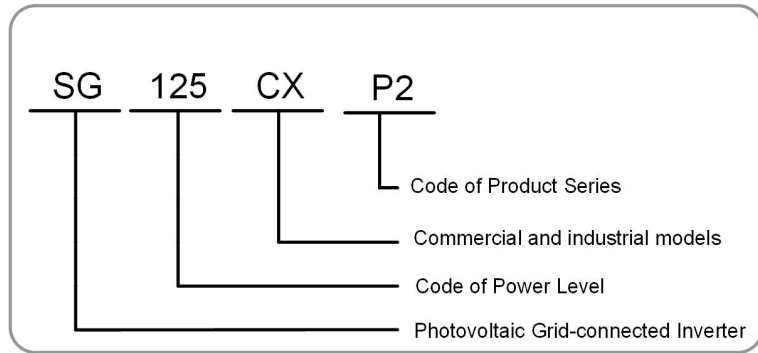 SG 125 CX P2
Code of Product Series
Commercial and industrial models
Code of Power Level
Photovoltaic Grid-connected Inverter